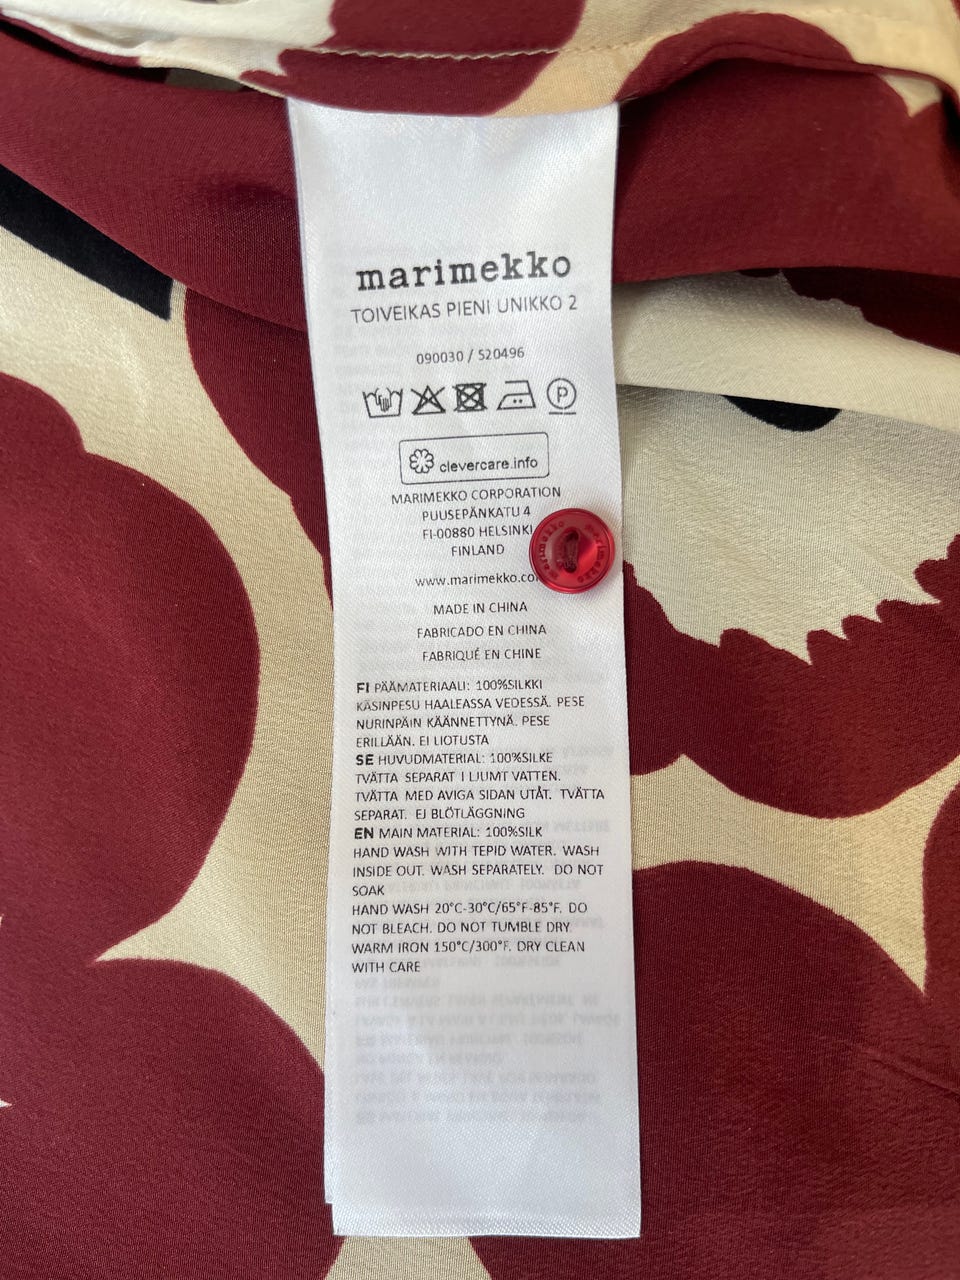 marimekko
TOIVEIKAS PIENI UNIKKO 2
090030 / 520496
P
clevercare.info
MARIMEKKO CORPORATION
PUUSEPÄNKATU 4
FI-00880 HELSINKI
FINLAND
www.marimekko.com
marimekko marimekko
MADE IN CHINA
FABRICADO EN CHINA
FABRIQUÉ EN CHINE
FI PÄÄMATERIAALI: 100%SILKKI
KÄSINPESU HAALEASSA VEDESSÄ. PESE
NURINPÄIN KÄÄNNETTYNÄ. PESE
ERILLÄÄN. EI LIOTUSTA
SE HUVUDMATERIAL: 100%SILKE
TVÄTTA SEPARAT I LJUMT VATTEN.
TVÄTTA MED AVIGA SIDAN UTÅT. TVÄTTA
SEPARAT. EJ BLÖTLÄGGNING
EN MAIN MATERIAL: 100%SILK
HAND WASH WITH TEPID WATER. WASH
INSIDE OUT. WASH SEPARATELY. DO NOT
SOAK
HAND WASH 20°C-30°C/65°F-85°F. DO
NOT BLEACH. DO NOT TUMBLE DRY.
WARM IRON 150°C/300°F. DRY CLEAN
WITH CARE